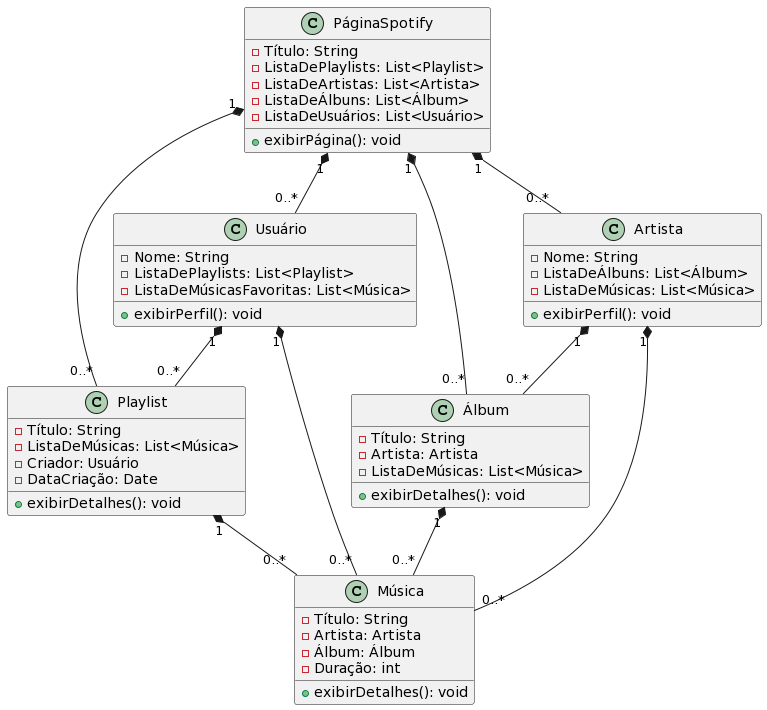 C PáginaSpotify
Título: String
ListaDePlaylists: List<Playlist>
ListaDeArtistas: List<Artista>
ListaDeÁlbuns: List<Álbum>
ListaDeUsuários: List<Usuário>
exibirPágina(): void
1
1
1
1
0..*
0..*
C Usuário
Nome: String
ListaDePlaylists: List<Playlist>
ListaDeMúsicasFavoritas: List<Música>
exibirPerfil(): void
C Artista
Nome: String
ListaDeÁlbuns: List<Álbum>
ListaDeMúsicas: List<Música>
exibirPerfil(): void
1
1
1
1
0..*
0..*
0..*
0..*
C Playlist
Título: String
ListaDeMúsicas: List<Música>
Criador: Usuário
DataCriação: Date
exibirDetalhes(): void
C Álbum
Título: String
Artista: Artista
ListaDeMúsicas: List<Música>
exibirDetalhes(): void
1
1
0..*
0..*
0..*
0..*
C Música
Título: String
Artista: Artista
Álbum: Álbum
Duração: int
exibirDetalhes(): void